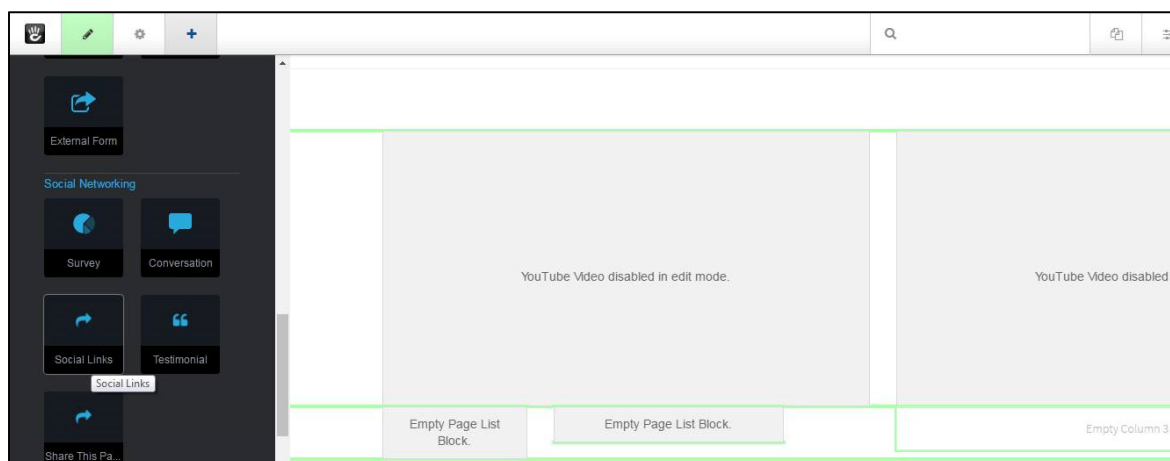 External Form
Social Networking
Survey
Conversation
Social Links
Testimonial
Social Links
Share This Pa...
YouTube Video disabled in edit mode.
YouTube Video disabled
Empty Page List
Block.
Empty Page List Block.
Empty Column 3